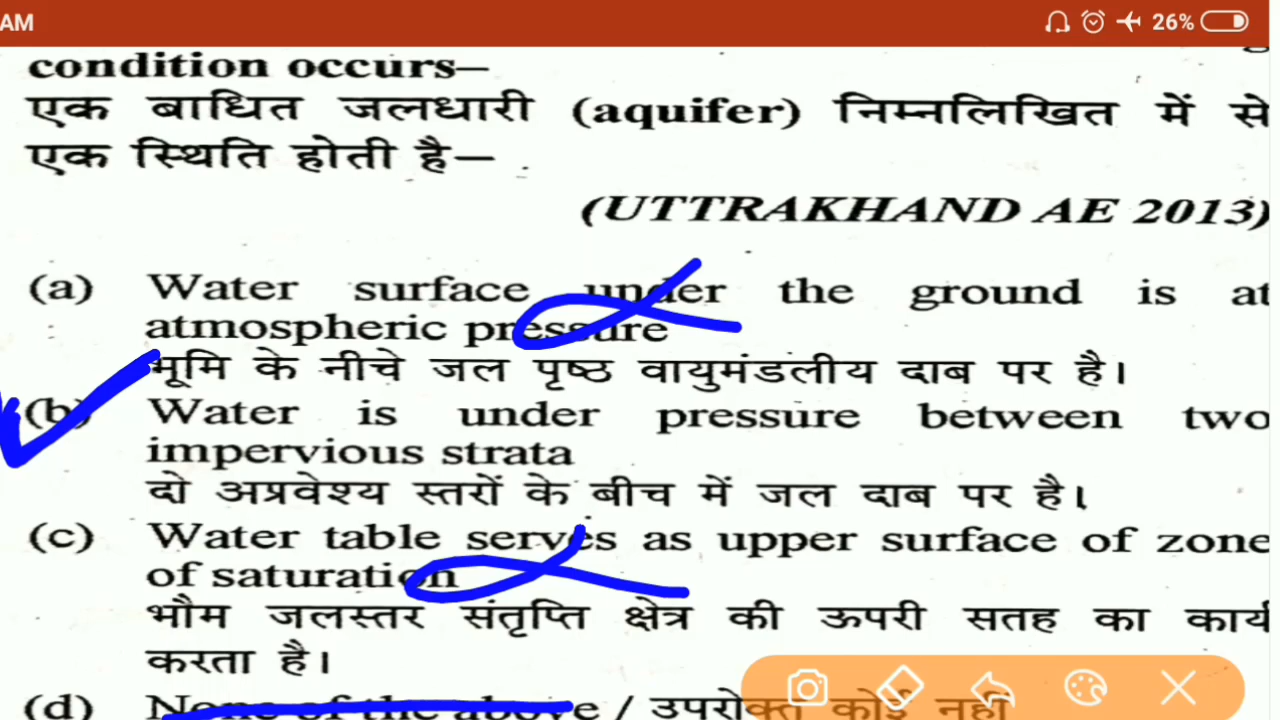 AM 26%
condition occurs–
एक बाधित जलधारी (aquifer) निम्नलिखित में से
एक स्थिति होती है–
(UTTRAKHAND AE 2013)
(a) Water surface under the ground is at
atmospheric pressure
भूमि के नीचे जल पृष्ठ वायुमंडलीय दाब पर है।
(b) Water is under pressure between two
impervious strata
दो अप्रवेश्य स्तरों के बीच में जल दाब पर है।
(c) Water table serves as upper surface of zone
of saturation
भौम जलस्तर संतृप्ति क्षेत्र की ऊपरी सतह का कार्य
करता है।
(d) None of the above / उपरोक्त कोई नहीं